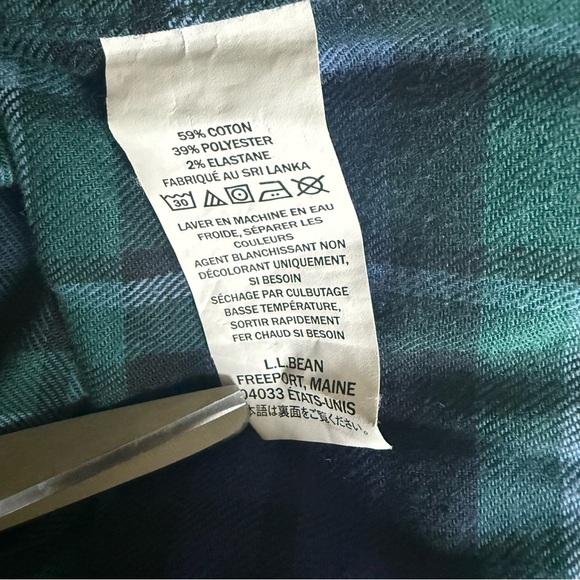 59% COTON
39% POLYESTER
2% ELASTANE
FABRIQUÉ AU SRI LANKA
30
LAVER EN MACHINE EN EAU
FROIDE, SÉPARER LES
COULEURS
AGENT BLANCHISSANT NON
DÉCOLORANT UNIQUEMENT,
SI BESOIN
SÉCHAGE PAR CULBUTAGE
BASSE TEMPÉRATURE,
SORTIR RAPIDEMENT
FER CHAUD SI BESOIN
L.L.BEAN
FREEPORT, MAINE
04033 ÉTATS-UNIS
本語は裏面をご覧ください。